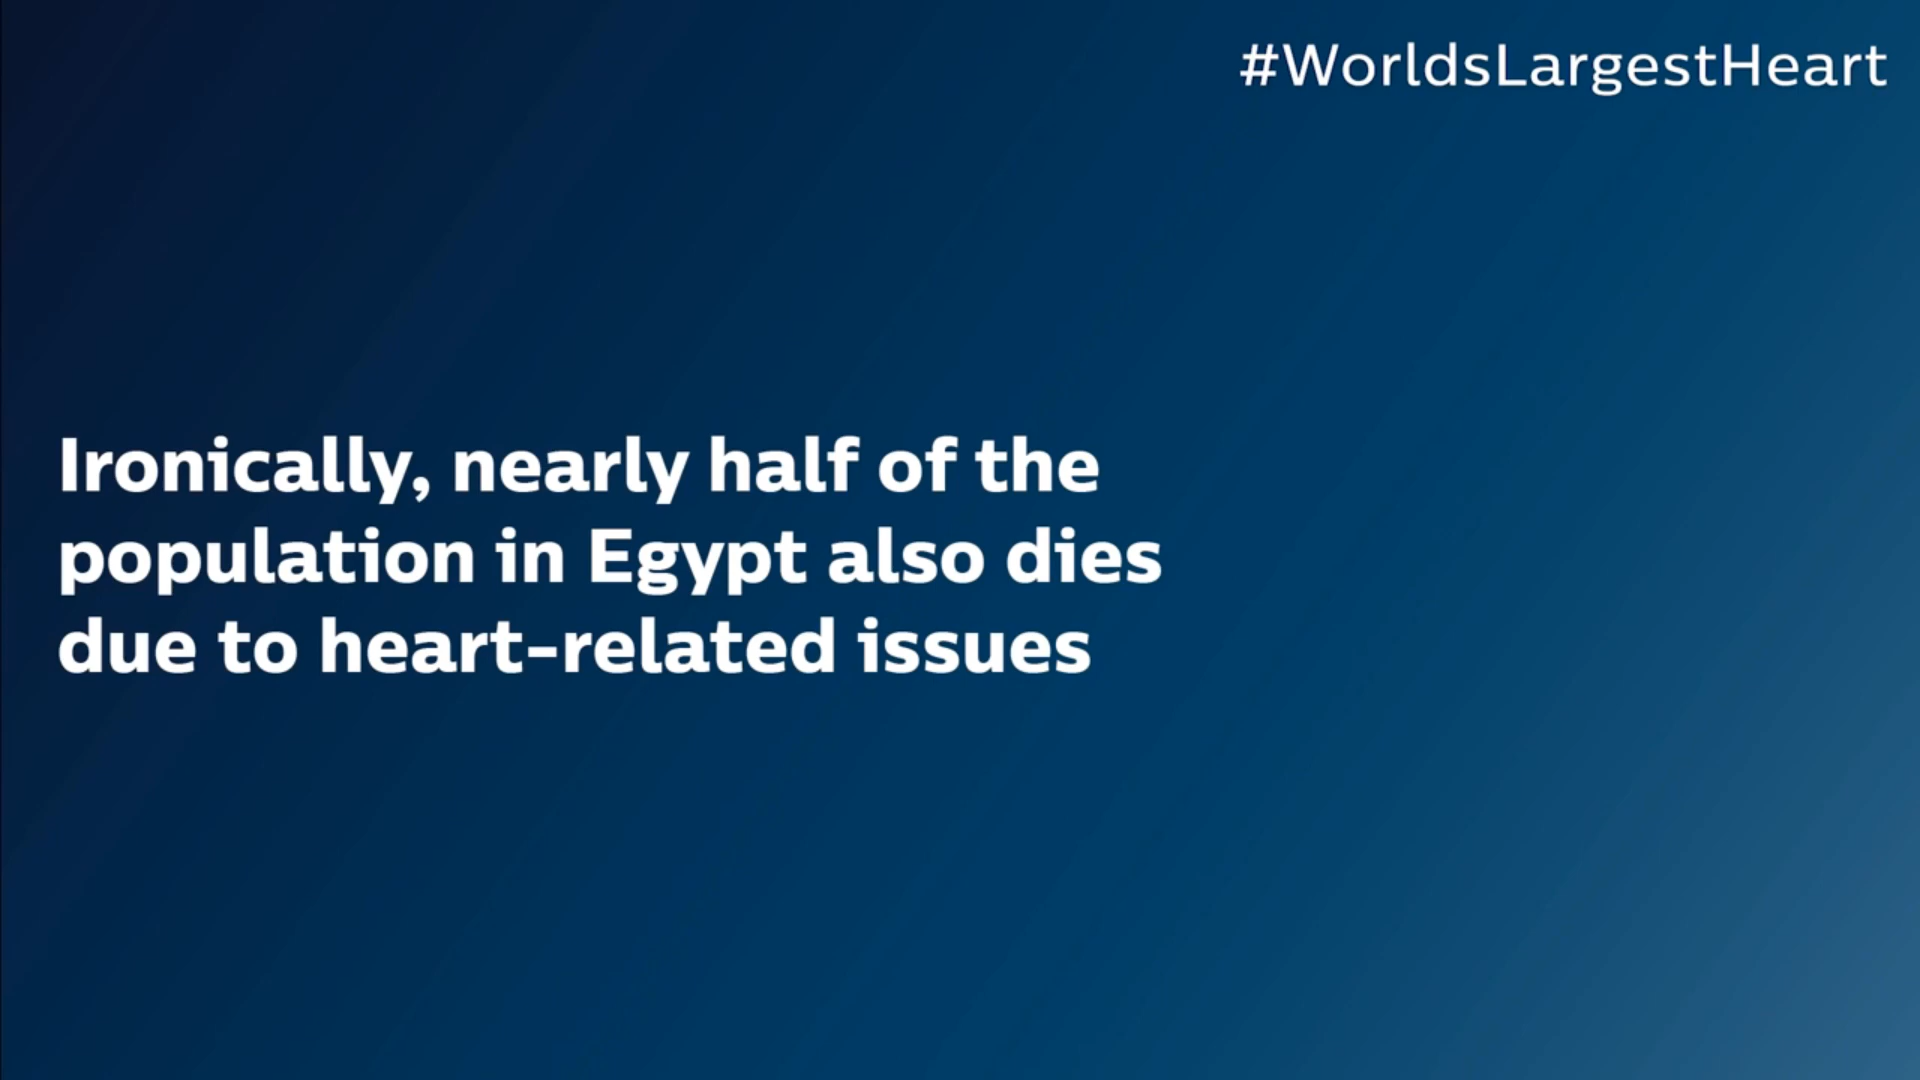 #WorldsLargestHeart
Ironically, nearly half of the
population in Egypt also dies
due to heart-related issues